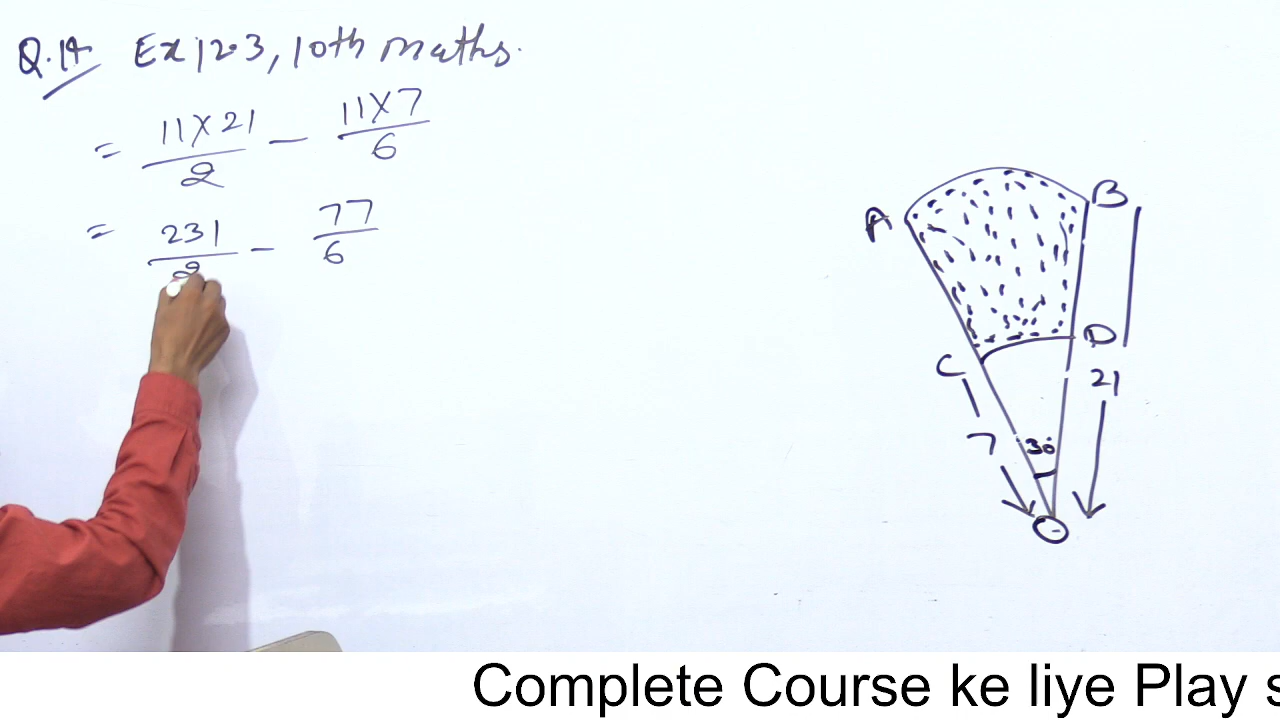 Q.14 Ex 12.3, 10th maths.
= 11×21/2 - 11×7/6
= 231/2 - 77/6
A
B
C
D
21
7
30°
O
Complete Course ke liye Play s